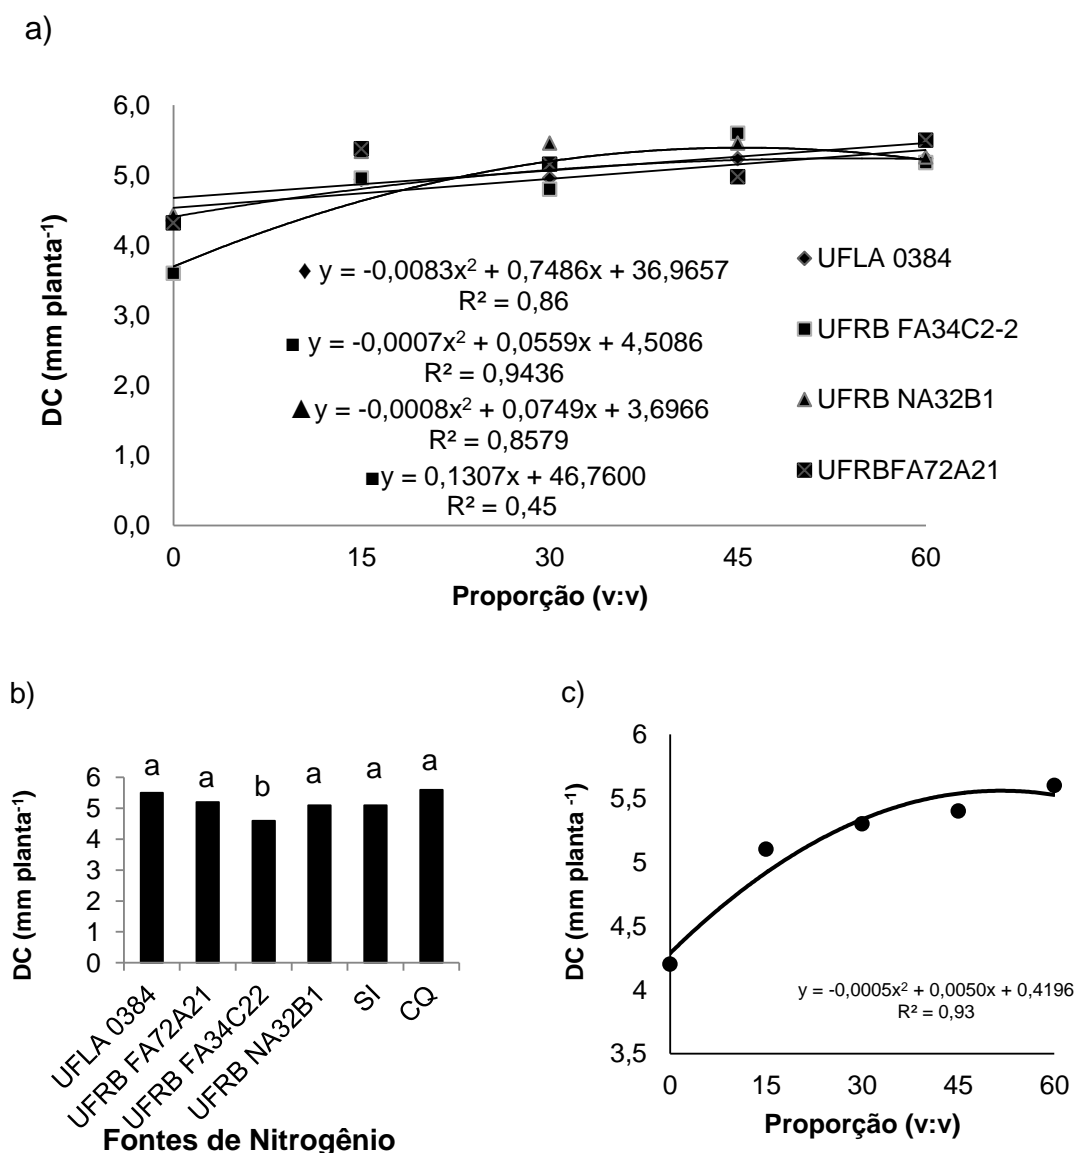 a)
6,0
5,0
4,0
3,0
2,0
1,0
0,0
DC (mm planta⁻¹)
♦ y = -0,0083x² + 0,7486x + 36,9657
R² = 0,86
■ y = -0,0007x² + 0,0559x + 4,5086
R² = 0,9436
▲ y = -0,0008x² + 0,0749x + 3,6966
R² = 0,8579
■ y = 0,1307x + 46,7600
R² = 0,45
UFLA 0384
UFRB FA34C2-2
UFRB NA32B1
UFRBFA72A21
0 15 30 45 60
Proporção (v:v)
b)
6
5
4
3
2
1
0
DC (mm planta⁻¹)
a a b a a a
UFLA 0384
UFRB FA72A21
UFRB FA34C22
UFRB NA32B1
SI
CQ
Fontes de Nitrogênio
c)
6
5,5
5
4,5
4
3,5
DC (mm planta ⁻¹)
y = -0,0005x² + 0,0050x + 0,4196
R² = 0,93
0 15 30 45 60
Proporção (v:v)